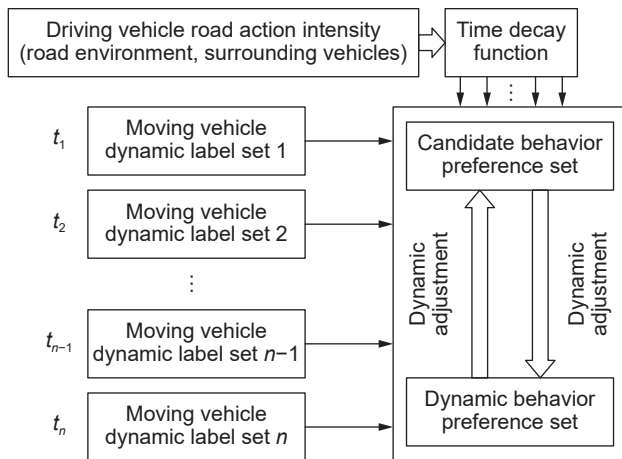 Driving vehicle road action intensity
(road environment, surrounding vehicles)
Time decay
function
t1
Moving vehicle
dynamic label set 1
t2
Moving vehicle
dynamic label set 2
⋮
tn−1
Moving vehicle
dynamic label set n−1
tn
Moving vehicle
dynamic label set n
...
Candidate behavior
preference set
Dynamic
adjustment
Dynamic
adjustment
Dynamic behavior
preference set